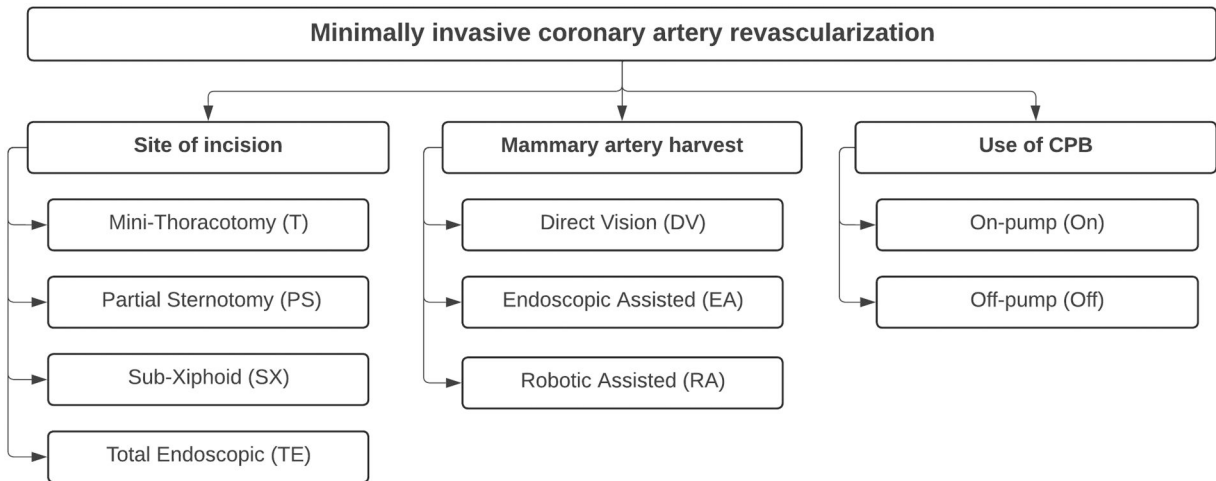 Minimally invasive coronary artery revascularization
Site of incision
Mini-Thoracotomy (T)
Partial Sternotomy (PS)
Sub-Xiphoid (SX)
Total Endoscopic (TE)
Mammary artery harvest
Direct Vision (DV)
Endoscopic Assisted (EA)
Robotic Assisted (RA)
Use of CPB
On-pump (On)
Off-pump (Off)